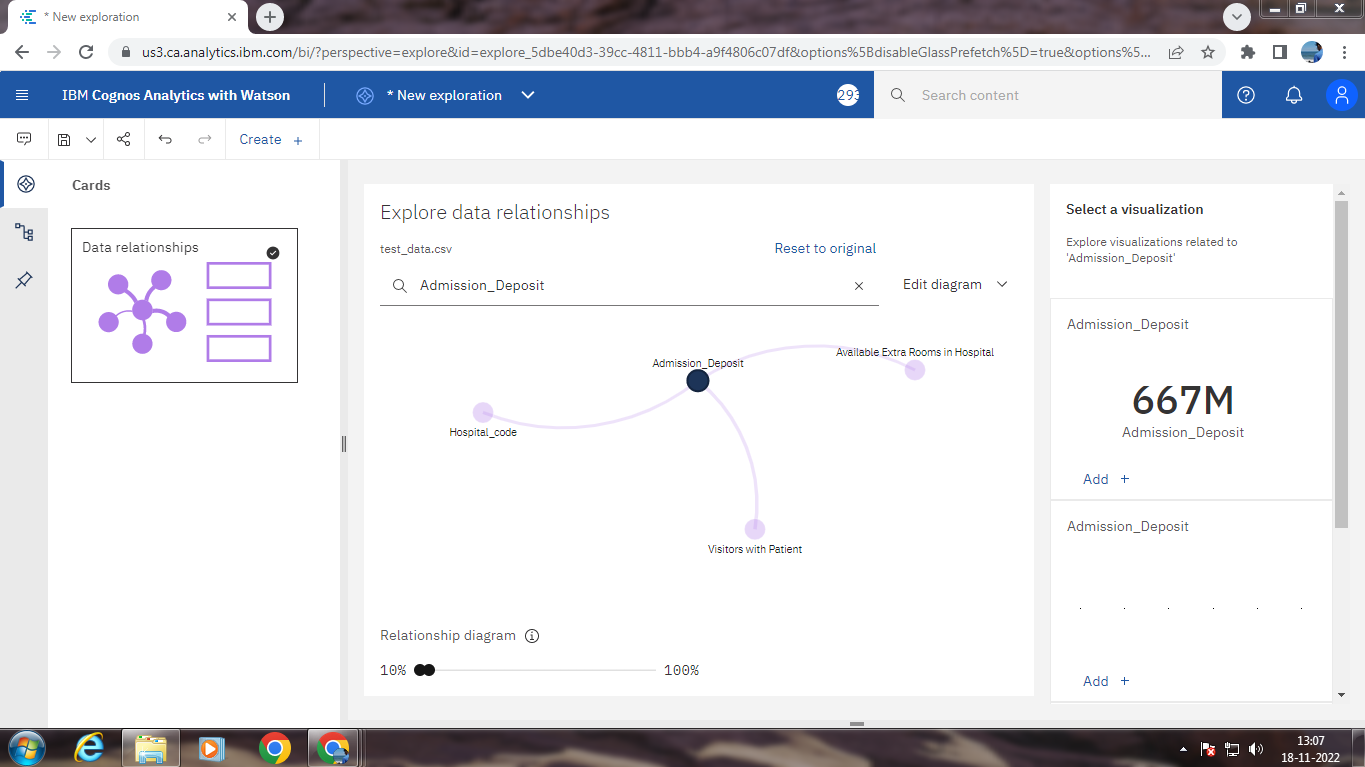 * New exploration
us3.ca.analytics.ibm.com/bi/?perspective=explore&id=explore_5dbe40d3-39cc-4811-bbb4-a9f4806c07df&options%5BdisableGlassPrefetch%5D=true&options%5...
IBM Cognos Analytics with Watson
* New exploration
293
Search content
Create +
Cards
Data relationships
Explore data relationships
test_data.csv
Reset to original
Admission_Deposit
Edit diagram
Available Extra Rooms in Hospital
Admission_Deposit
Hospital_code
Visitors with Patient
Relationship diagram
10% 100%
Select a visualization
Explore visualizations related to
'Admission_Deposit'
Admission_Deposit
667M
Admission_Deposit
Add +
Admission_Deposit
Add +
13:07
18-11-2022